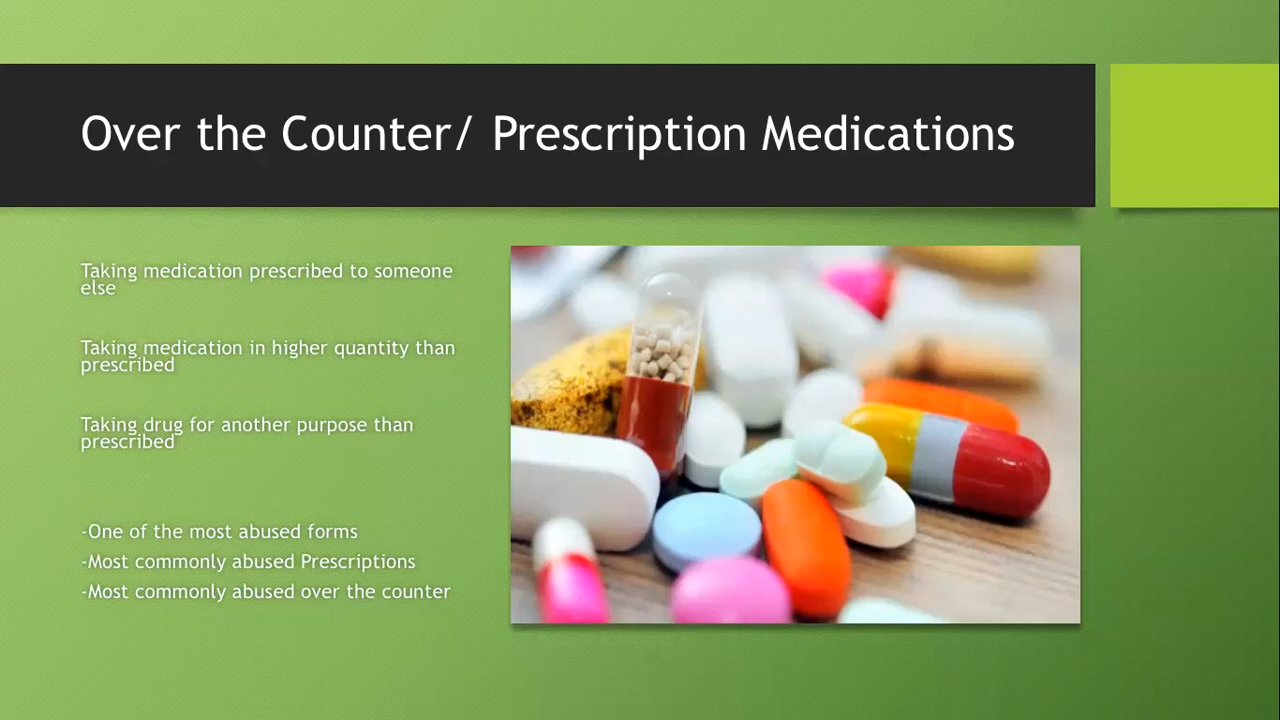 Over the Counter/ Prescription Medications
Taking medication prescribed to someone
else
Taking medication in higher quantity than
prescribed
Taking drug for another purpose than
prescribed
-One of the most abused forms
-Most commonly abused Prescriptions
-Most commonly abused over the counter